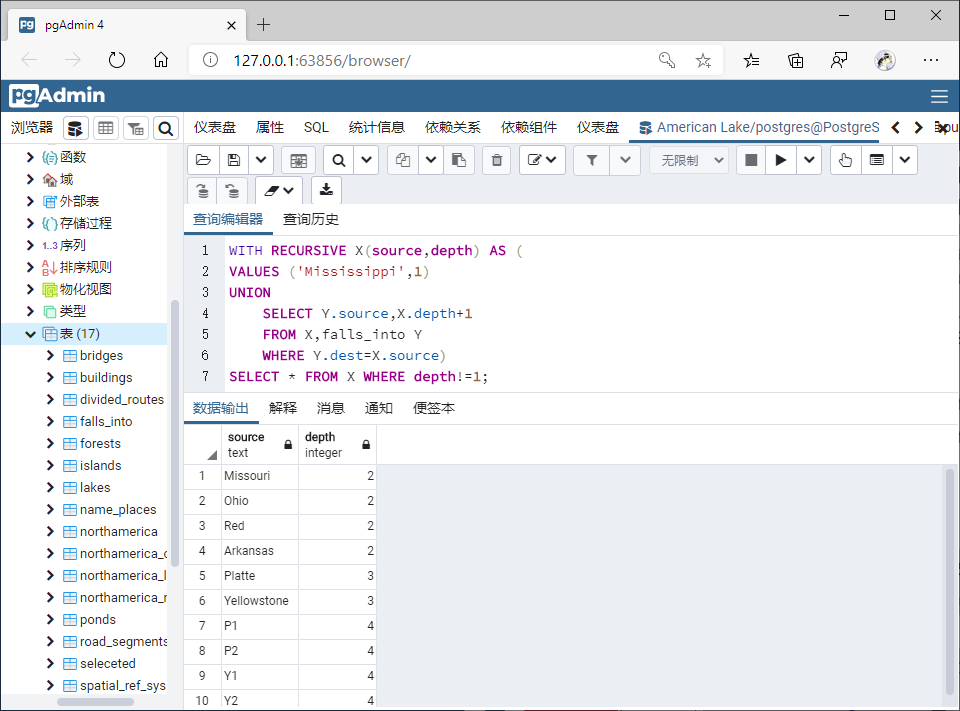 pgAdmin 4
127.0.0.1:63856/browser/
pgAdmin
浏览器
仪表盘 属性 SQL 统计信息 依赖关系 依赖组件 仪表盘 American Lake/postgres@PostgreS
函数
域
外部表
存储过程
1..3 序列
排序规则
物化视图
类型
表 (17)
bridges
buildings
divided_routes
falls_into
forests
islands
lakes
name_places
northamerica
northamerica_c
northamerica_l
northamerica_r
ponds
road_segments
seleceted
spatial_ref_sys
无限制
查询编辑器 查询历史
1 WITH RECURSIVE X(source,depth) AS (
2 VALUES ('Mississippi',1)
3 UNION
4 SELECT Y.source,X.depth+1
5 FROM X,falls_into Y
6 WHERE Y.dest=X.source)
7 SELECT * FROM X WHERE depth!=1;
数据输出 解释 消息 通知 便签本
source depth
text integer
1 Missouri 2
2 Ohio 2
3 Red 2
4 Arkansas 2
5 Platte 3
6 Yellowstone 3
7 P1 4
8 P2 4
9 Y1 4
10 Y2 4